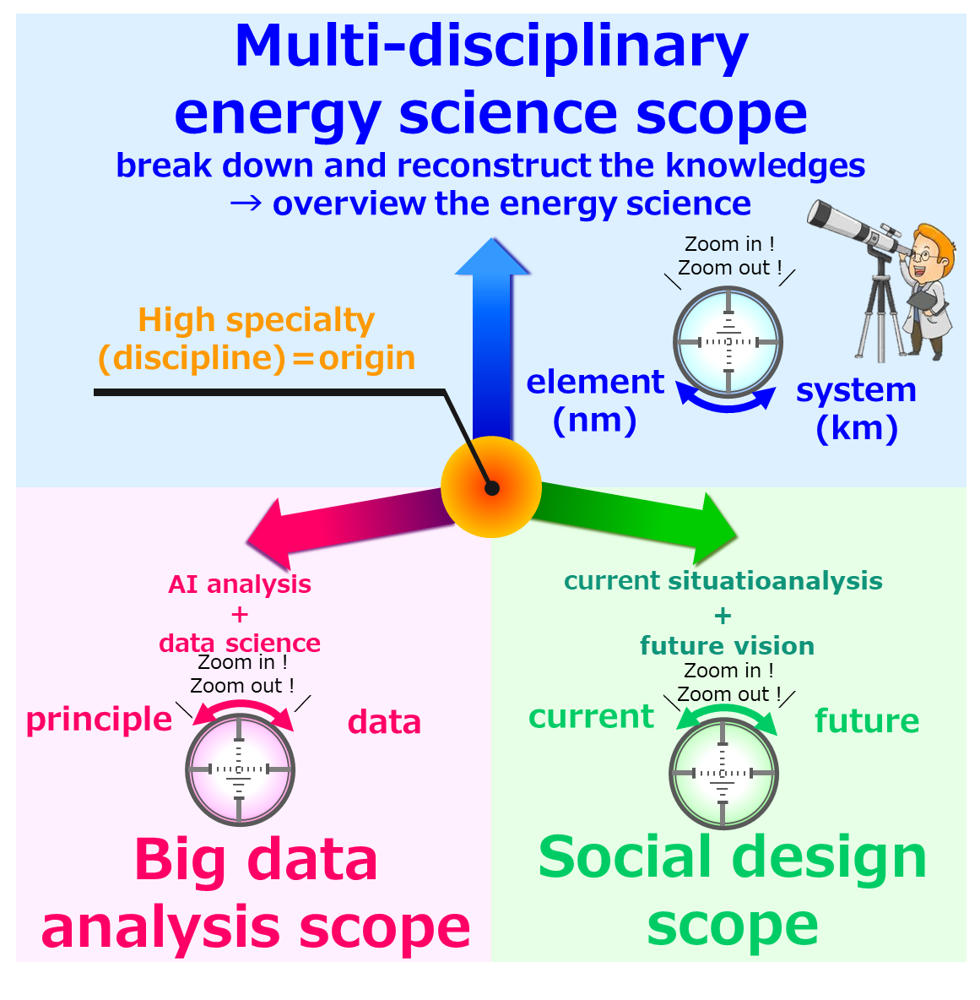 Multi-disciplinary
energy science scope
break down and reconstruct the knowledges
→ overview the energy science
Zoom in !
Zoom out !
High specialty
(discipline)=origin
element
(nm)
system
(km)
AI analysis
+
data science
Zoom in !
Zoom out !
principle
data
Big data
analysis scope
current situatioanalysis
+
future vision
Zoom in !
Zoom out !
current
future
Social design
scope